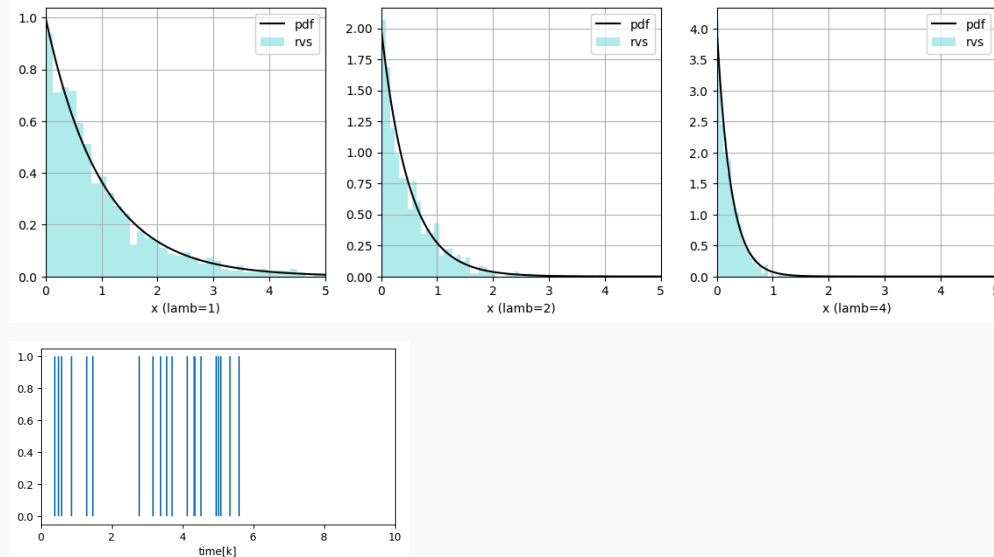 1.0
0.8
0.6
0.4
0.2
0.0
0 1 2 3 4 5
x (lamb=1)
pdf
rvs
2.00
1.75
1.50
1.25
1.00
0.75
0.50
0.25
0.00
0 1 2 3 4 5
x (lamb=2)
pdf
rvs
4.0
3.5
3.0
2.5
2.0
1.5
1.0
0.5
0.0
0 1 2 3 4 5
x (lamb=4)
pdf
rvs
1.0
0.8
0.6
0.4
0.2
0.0
0 2 4 6 8 10
time[k]